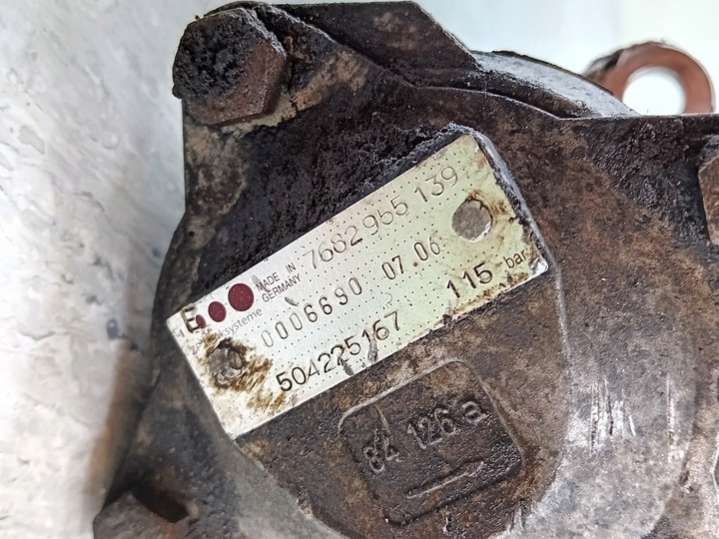 MADE IN
GERMANY
7682 955 139
systeme
0006690 07.06
504225167 115 bar
84 126 a